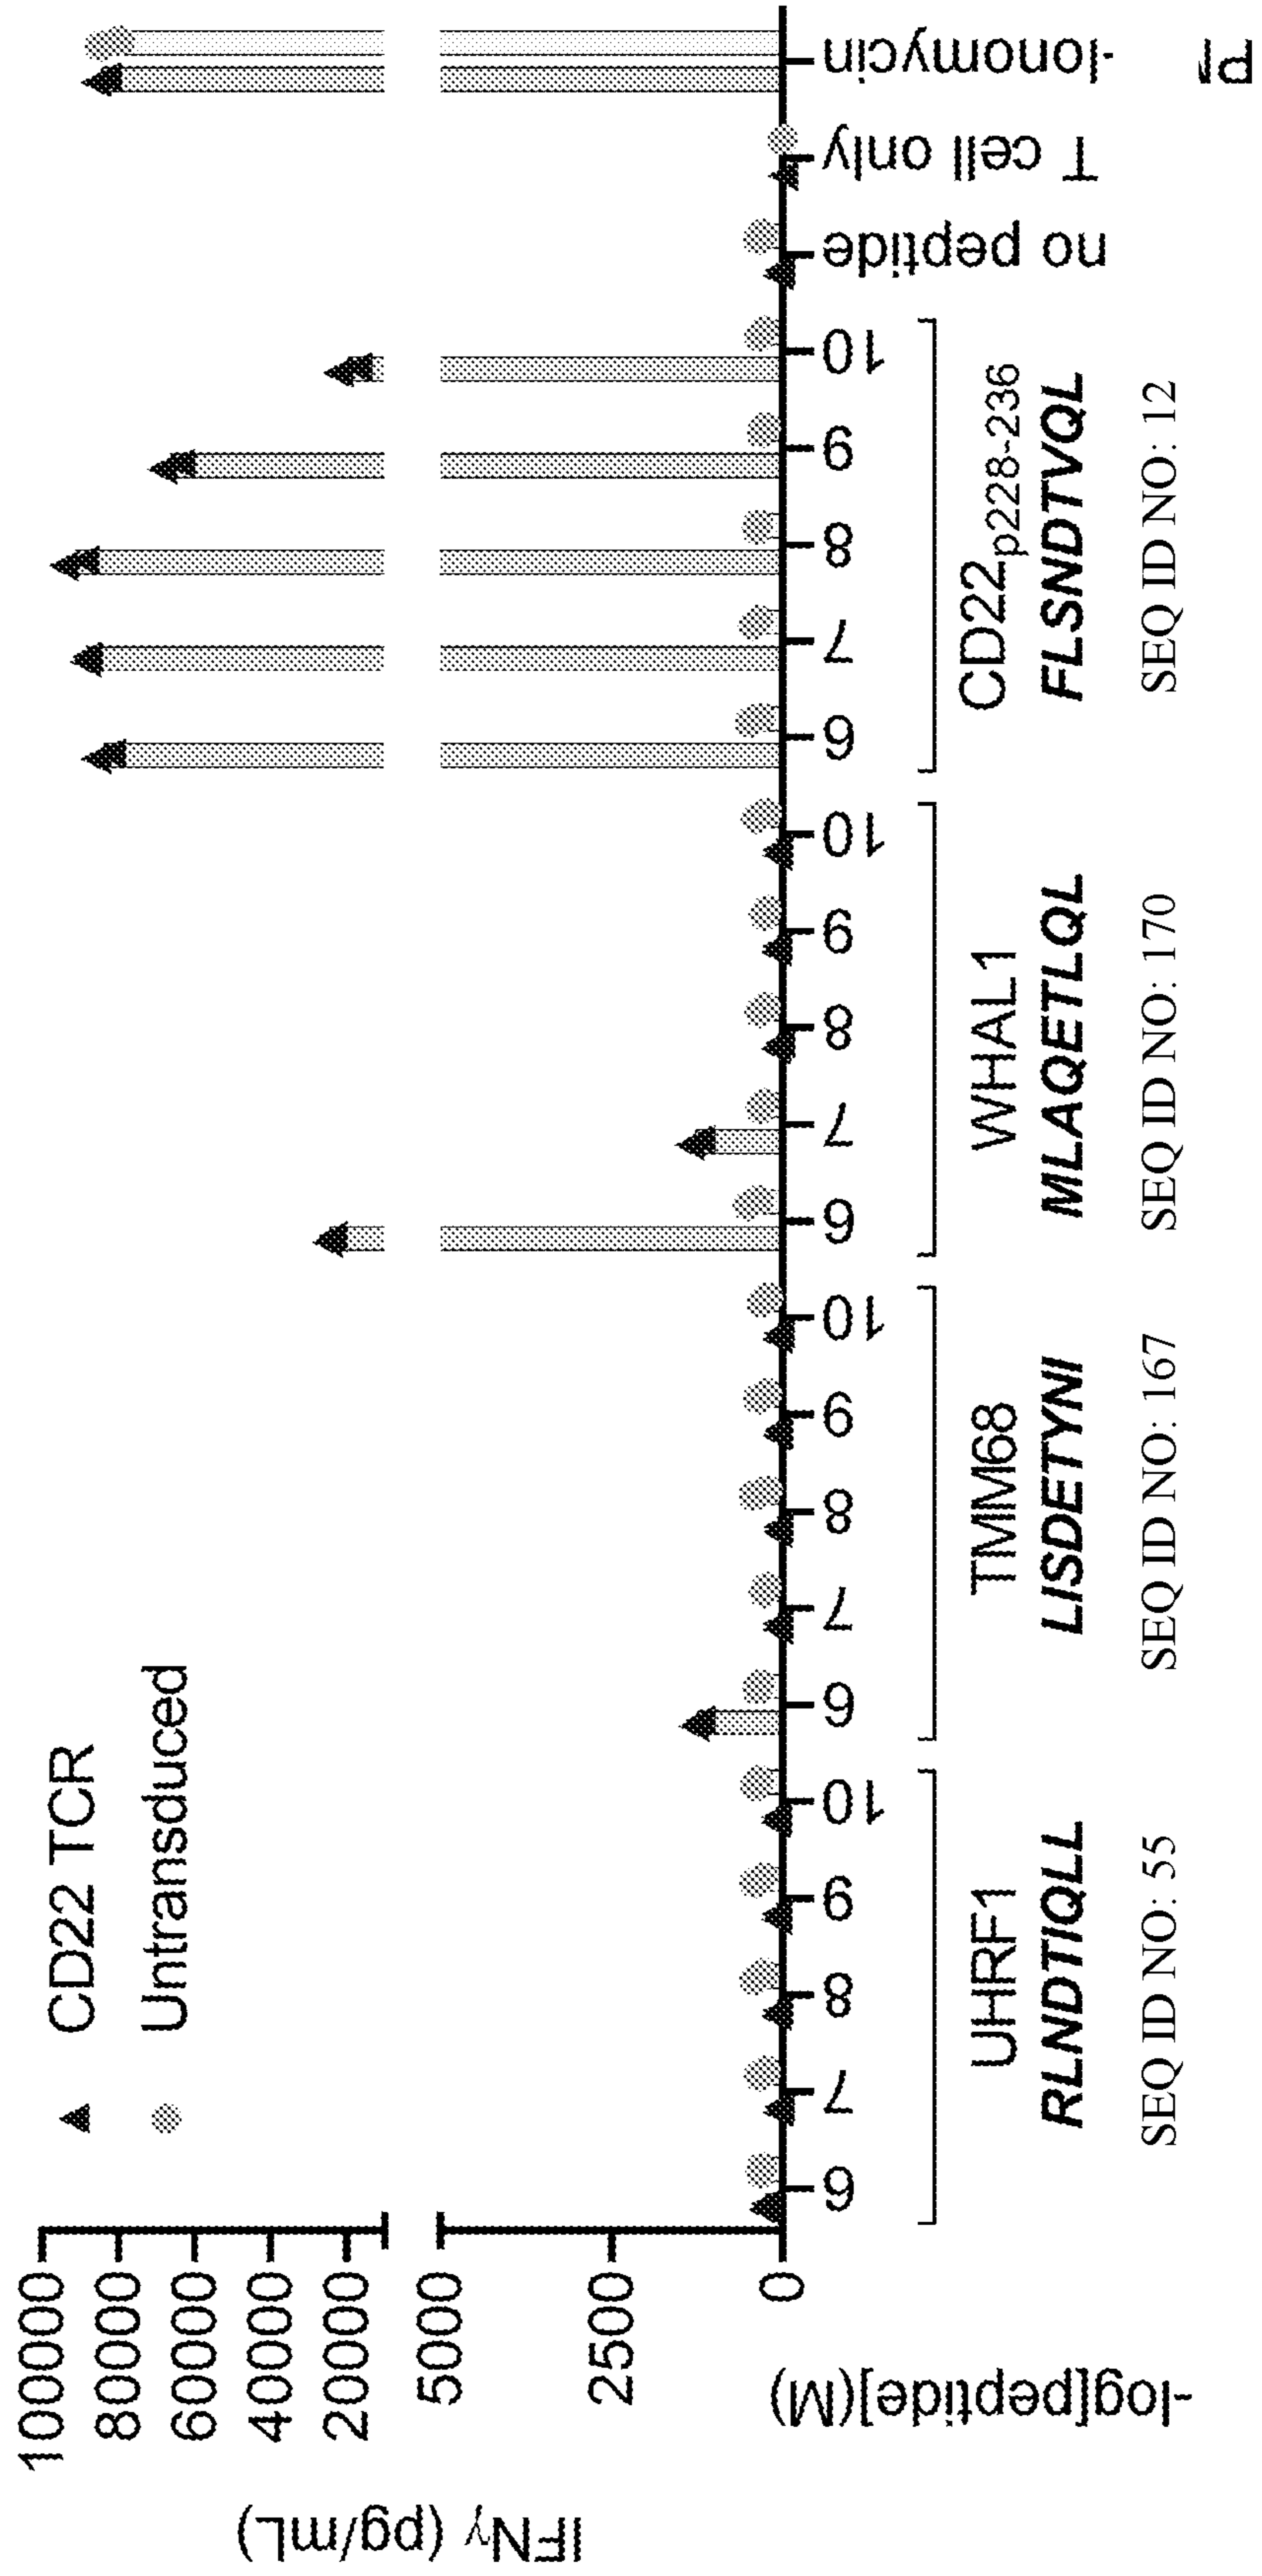 CD22 TCR
Untransduced
IFNγ (pg/mL)
100000
80000
60000
40000
20000
5000
2500
0
-log[peptide](M)
6 7 8 9 10 6 7 8 9 10 6 7 8 9 10 6 7 8 9 10 no peptide T cell only -Ionomycin
UHRF1 TMM68 WHAL1 CD22p228-236
RLNDTIQLL LISDETYNI MLAQETLQL FLSNDTVQL
SEQ ID NO: 55 SEQ ID NO: 167 SEQ ID NO: 170 SEQ ID NO: 12